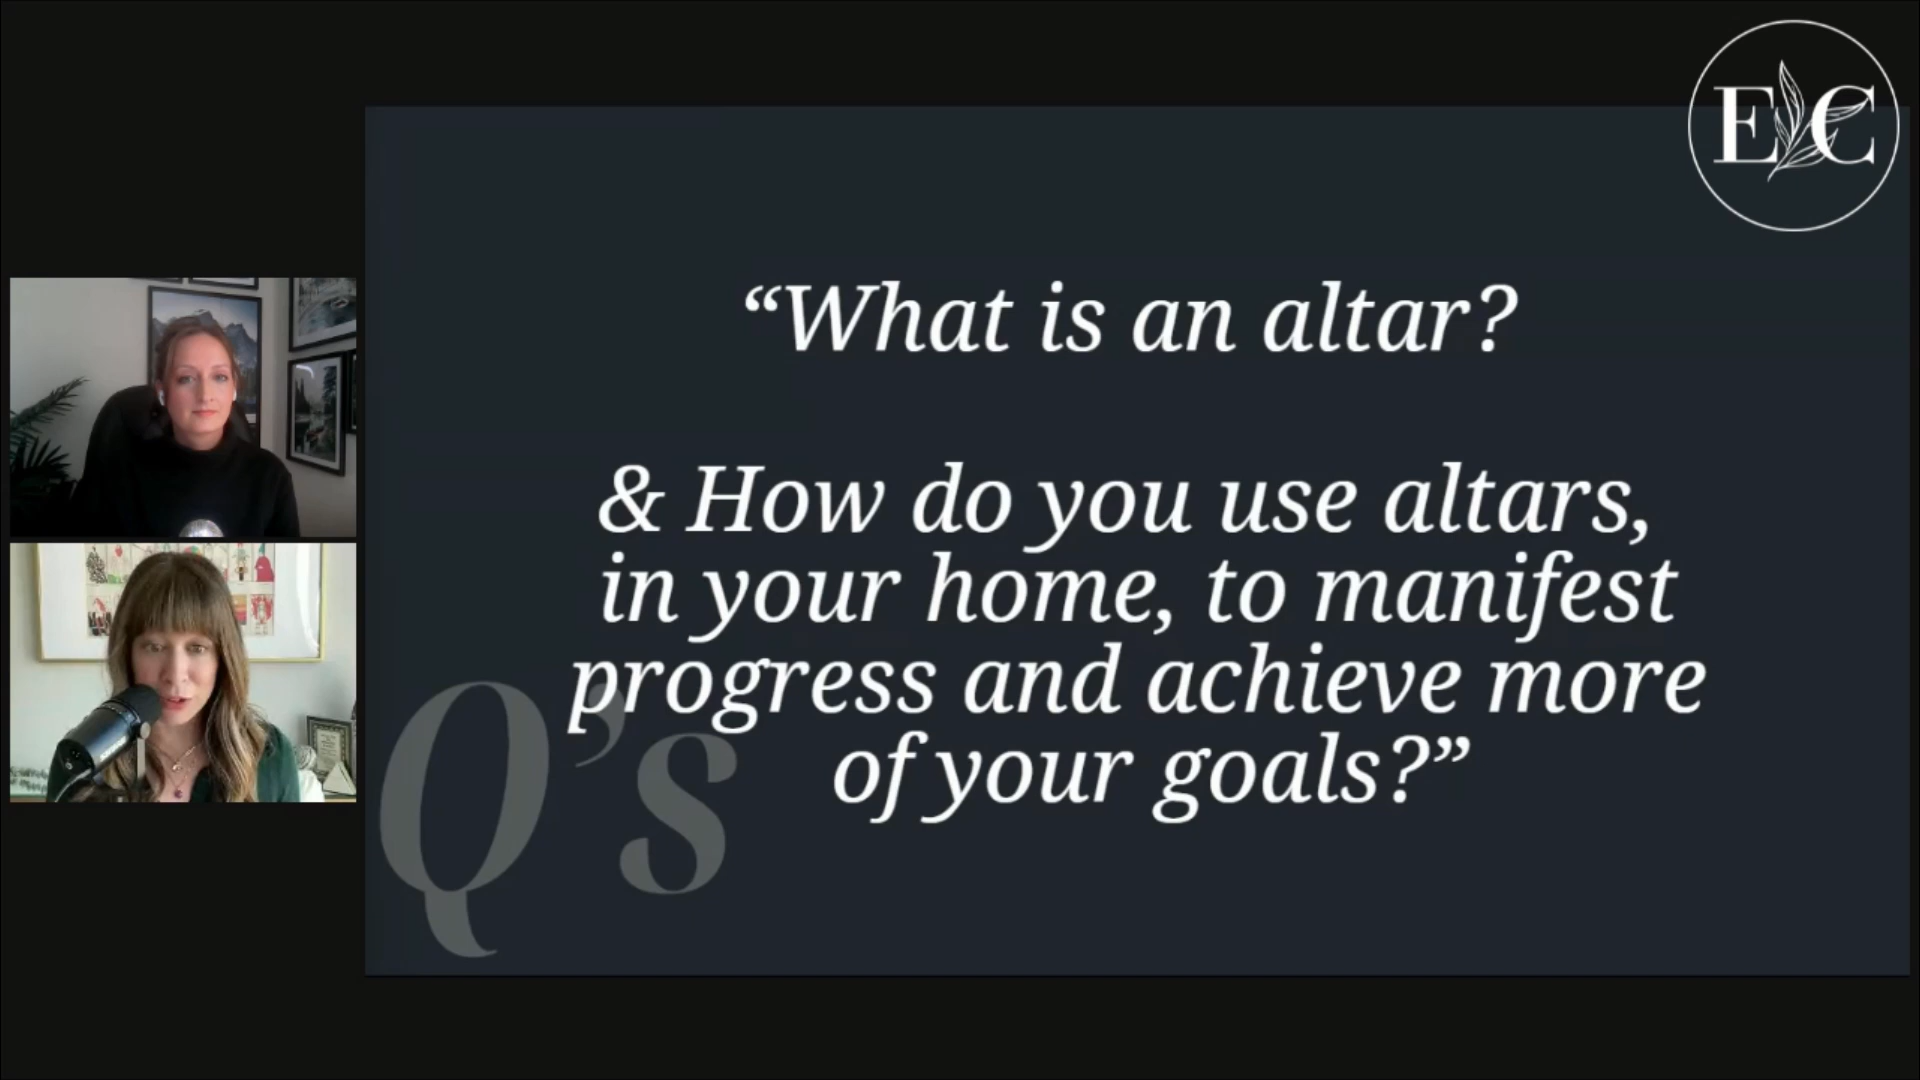 EC
“What is an altar?
& How do you use altars,
in your home, to manifest
progress and achieve more
of your goals?”
Q’s